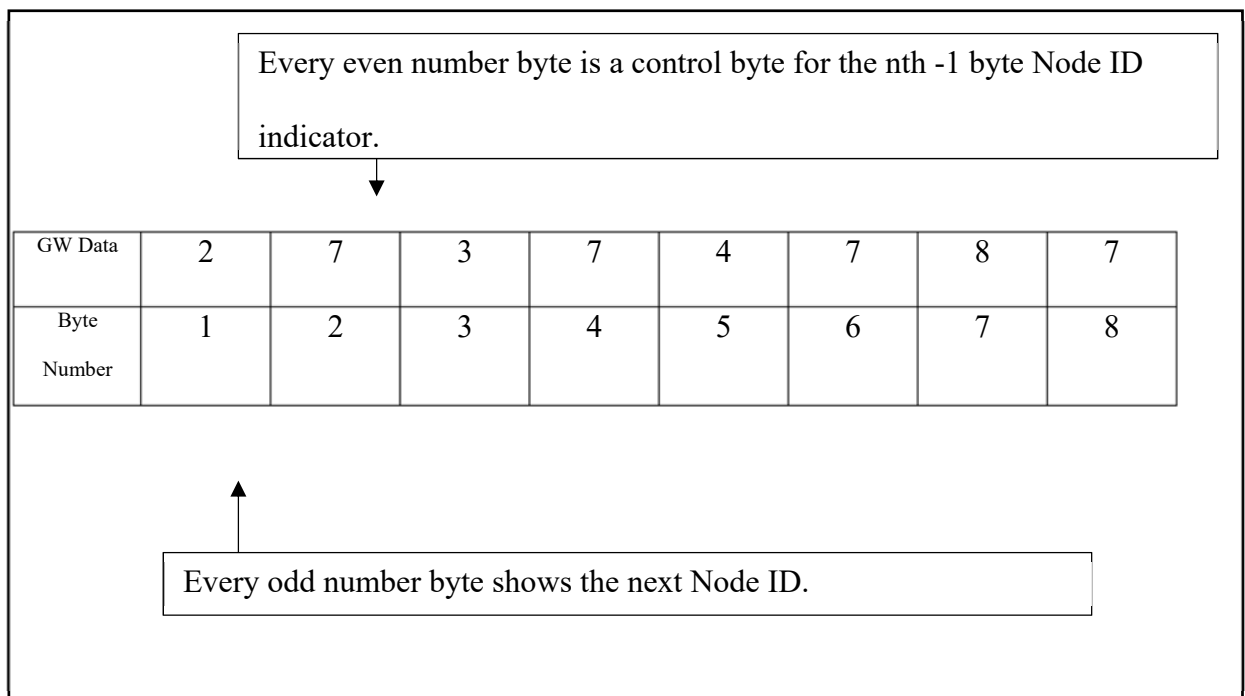 Every even number byte is a control byte for the nth -1 byte Node ID
indicator.
GW Data 2 7 3 7 4 7 8 7
Byte Number 1 2 3 4 5 6 7 8
Every odd number byte shows the next Node ID.